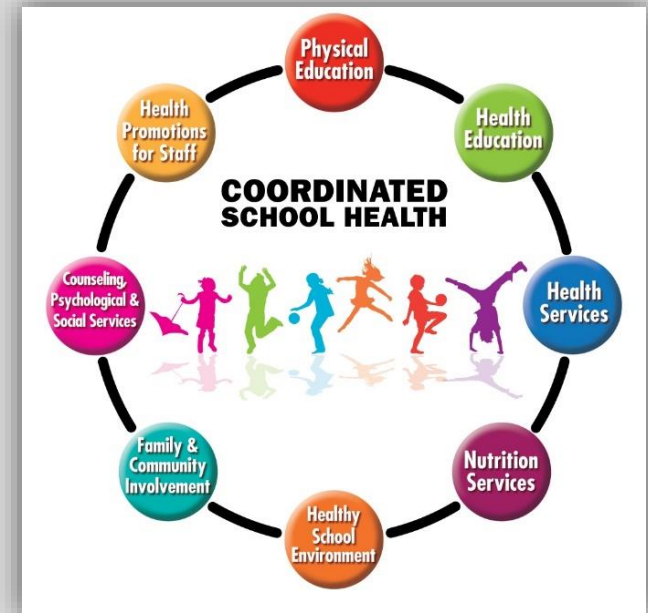 Physical
Education
Health
Promotions
for Staff
Health
Education
COORDINATED
SCHOOL HEALTH
Counseling,
Psychological &
Social Services
Health
Services
Family &
Community
Involvement
Nutrition
Services
Healthy
School
Environment